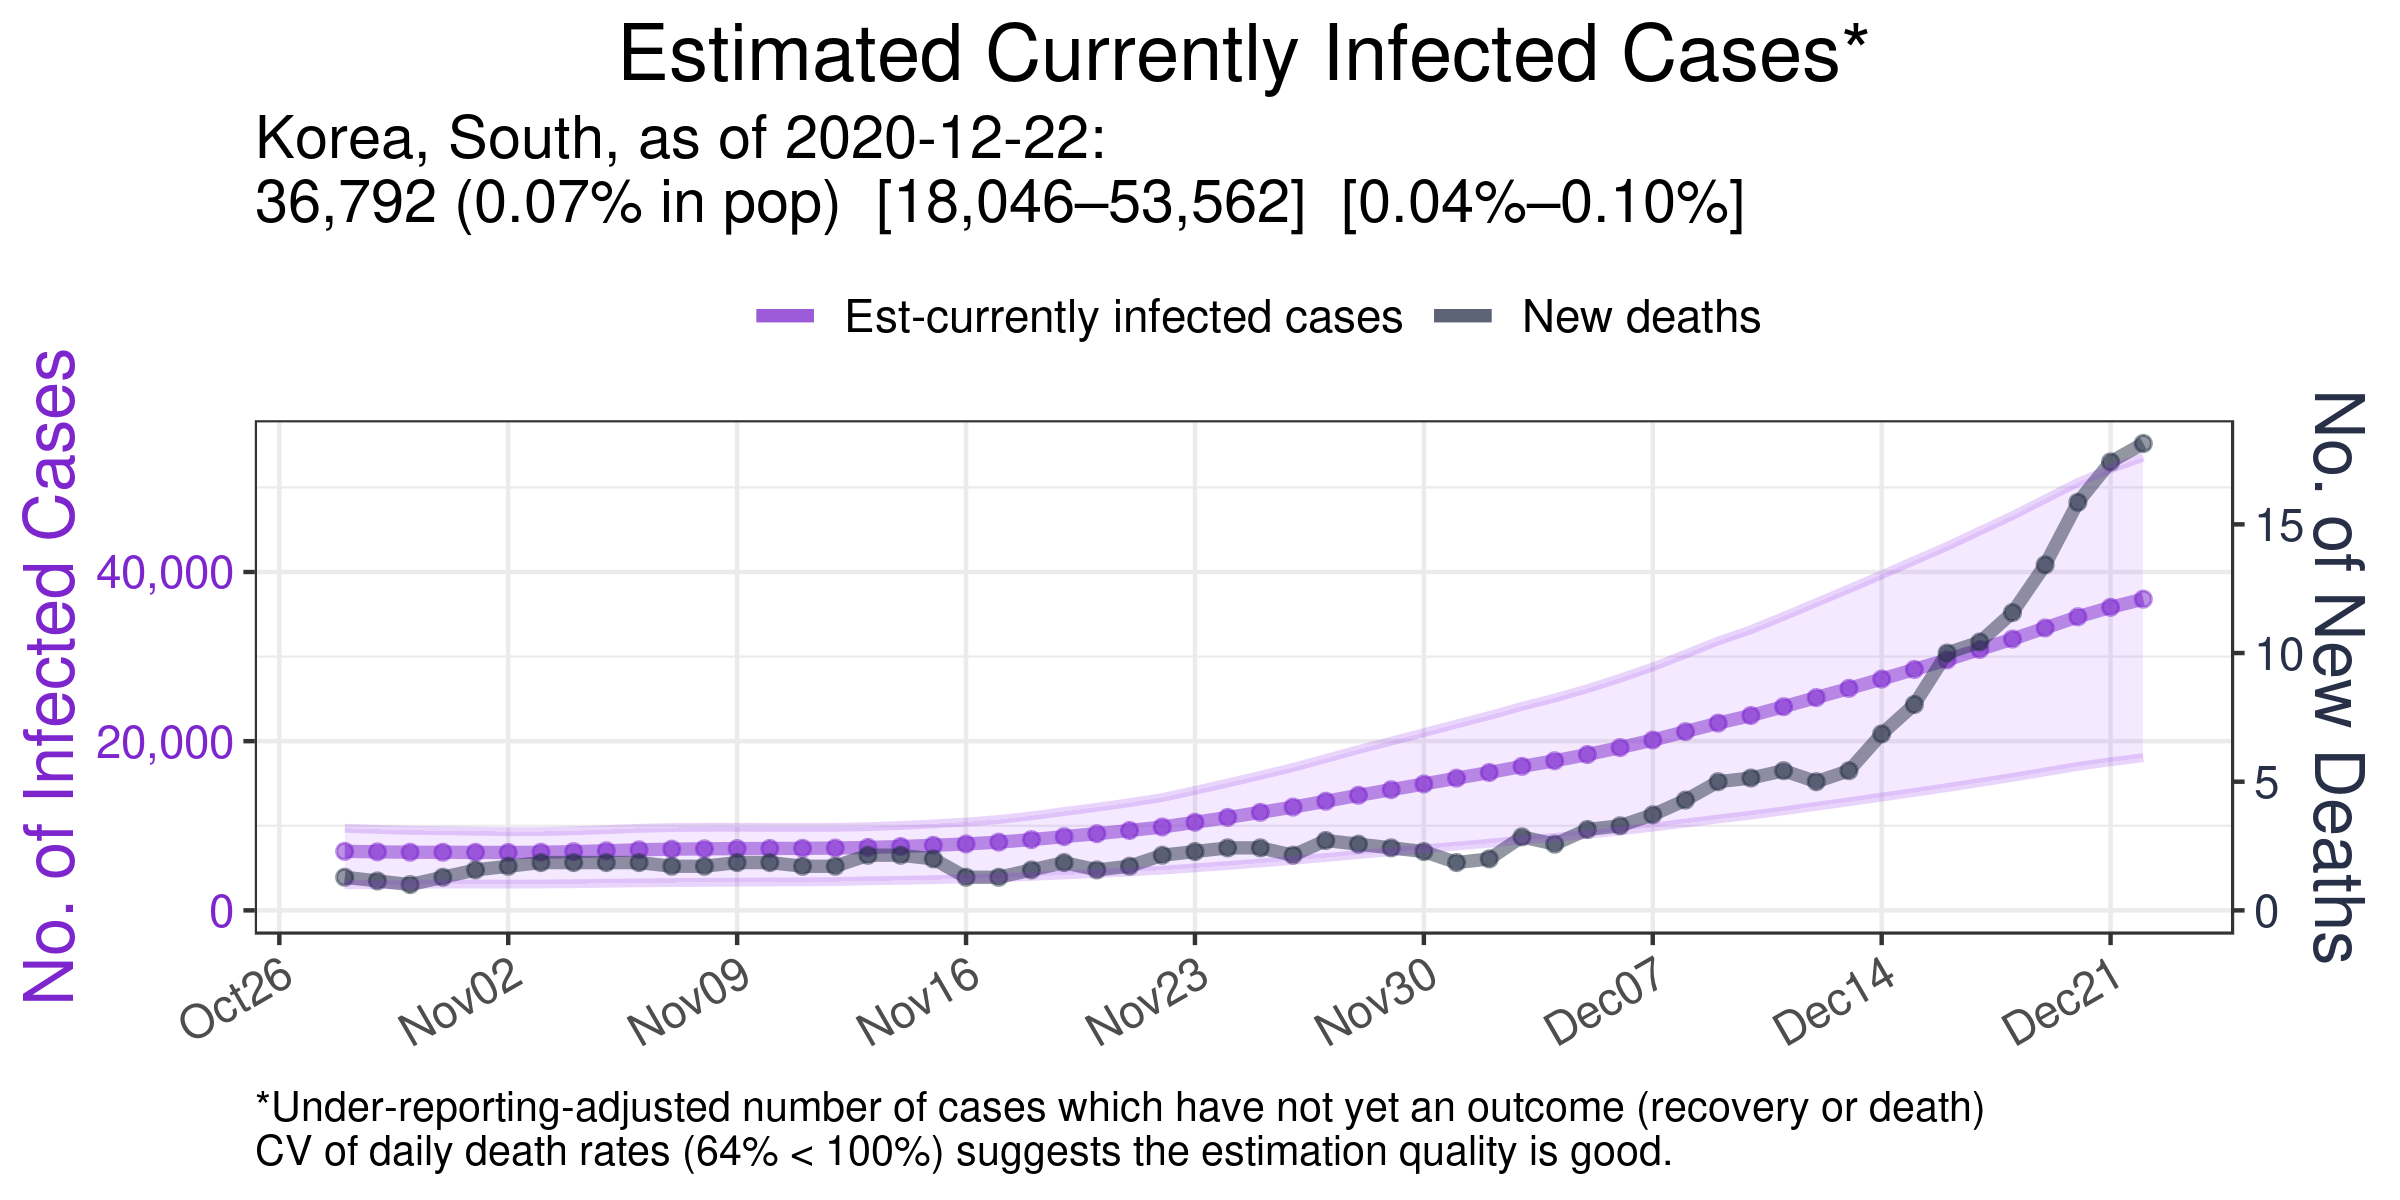 Estimated Currently Infected Cases*
Korea, South, as of 2020-12-22:
36,792 (0.07% in pop)  [18,046–53,562]  [0.04%–0.10%]
Est-currently infected cases
New deaths
No. of Infected Cases
40,000
20,000
0
No. of New Deaths
15
10
5
0
Oct26
Nov02
Nov09
Nov16
Nov23
Nov30
Dec07
Dec14
Dec21
*Under-reporting-adjusted number of cases which have not yet an outcome (recovery or death)
CV of daily death rates (64% < 100%) suggests the estimation quality is good.